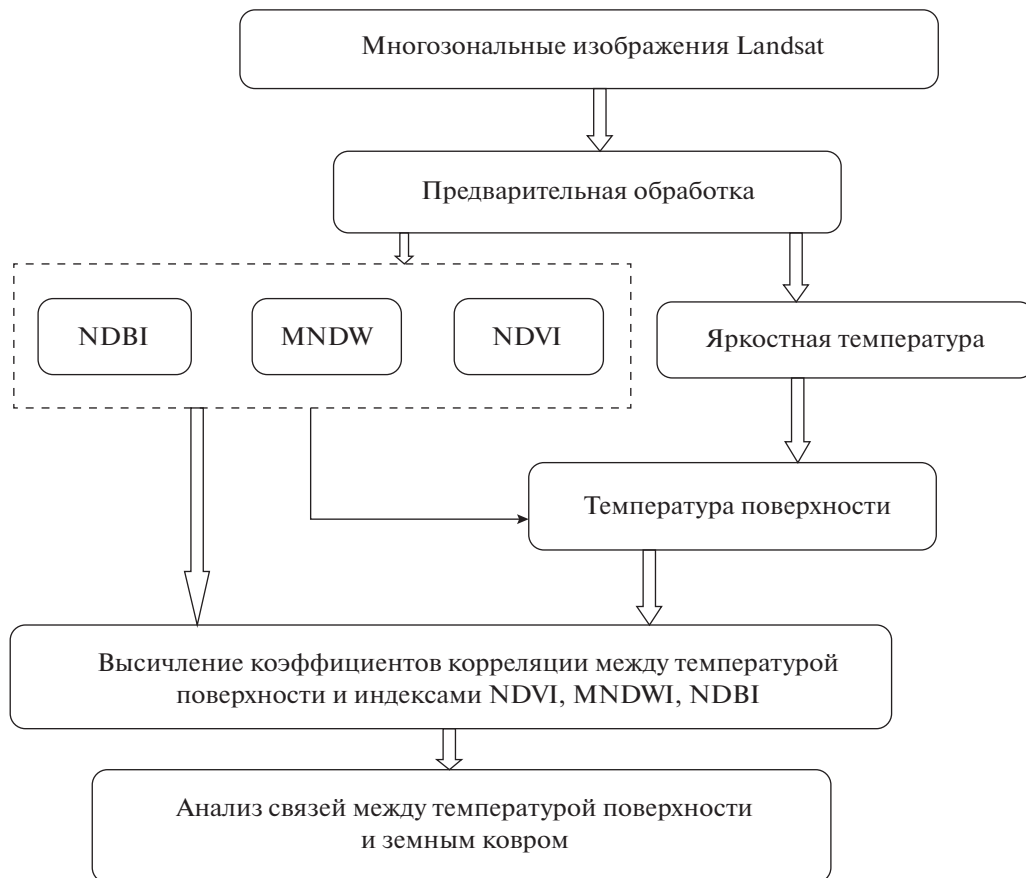 Многозональные изображения Landsat
Предварительная обработка
NDBI
MNDW
NDVI
Яркостная температура
Температура поверхности
Высичление коэффициентов корреляции между температурой
поверхности и индексами NDVI, MNDWI, NDBI
Анализ связей между температурой поверхности
и земным ковром